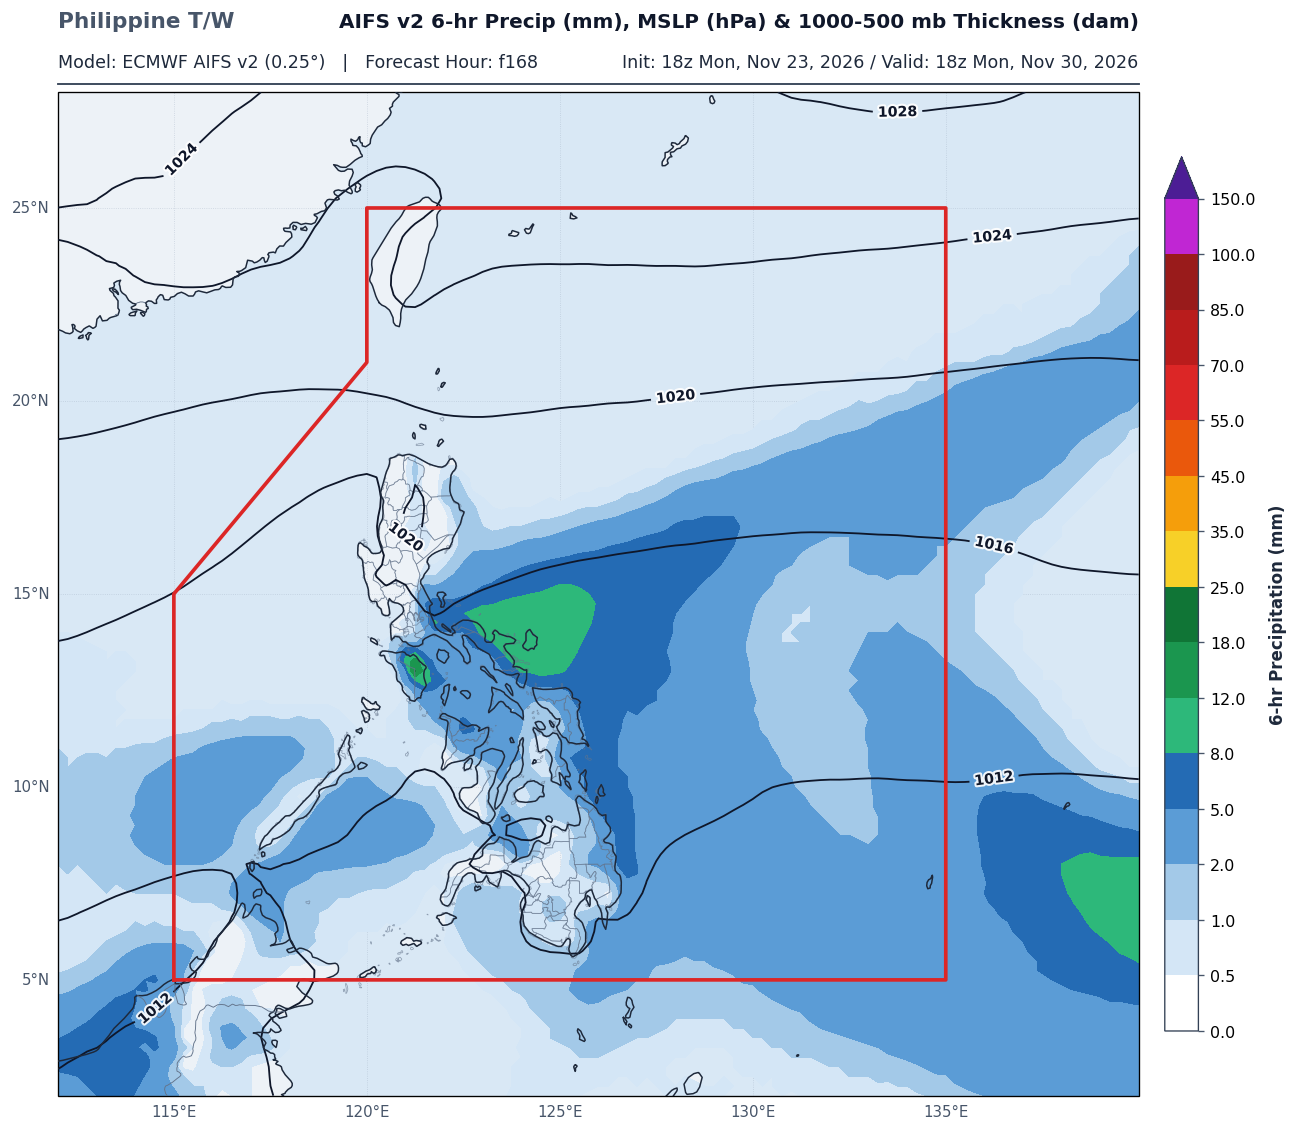 Philippine T/W
AIFS v2 6-hr Precip (mm), MSLP (hPa) & 1000-500 mb Thickness (dam)
Model: ECMWF AIFS v2 (0.25°) | Forecast Hour: f168
Init: 18z Mon, Nov 23, 2026 / Valid: 18z Mon, Nov 30, 2026
1028
1024
1024
1020
1020
1016
1012
1012
25°N
20°N
15°N
10°N
5°N
115°E
120°E
125°E
130°E
135°E
150.0
100.0
85.0
70.0
55.0
45.0
35.0
25.0
18.0
12.0
8.0
5.0
2.0
1.0
0.5
0.0
6-hr Precipitation (mm)